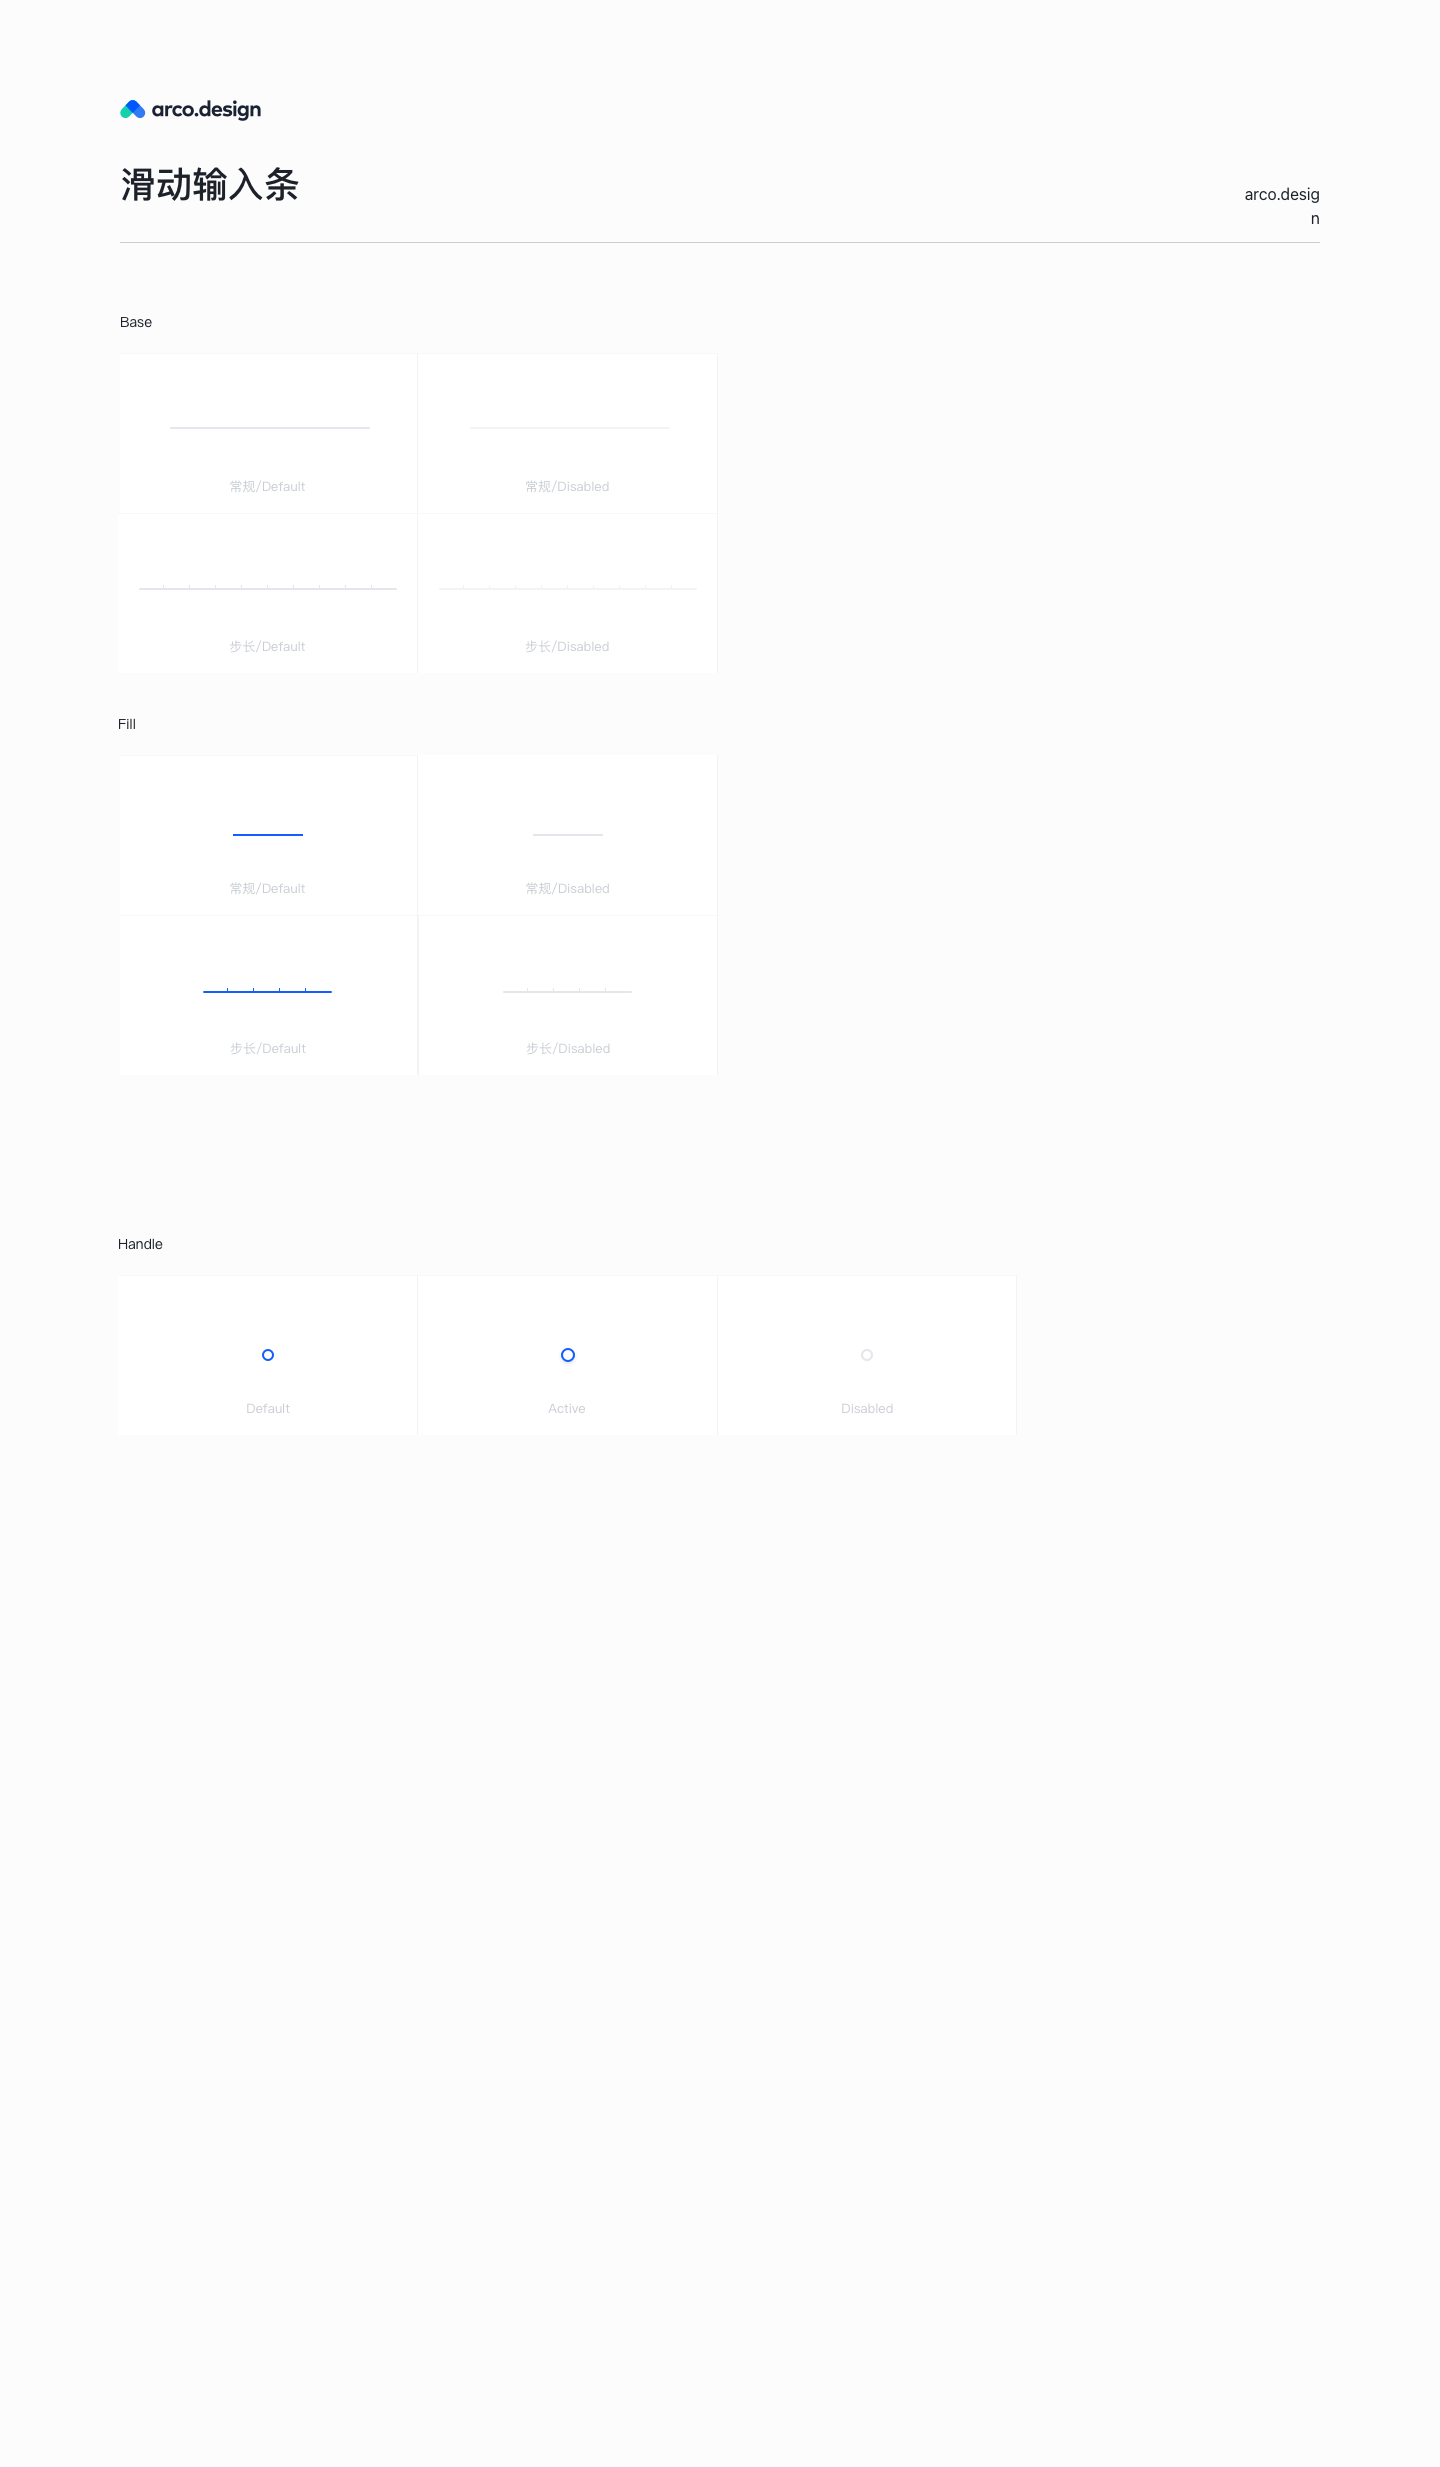 arco.design
滑动输入条
arco.desig
n
Base
常规/Default
常规/Disabled
步长/Default
步长/Disabled
Fill
常规/Default
常规/Disabled
步长/Default
步长/Disabled
Handle
Default
Active
Disabled